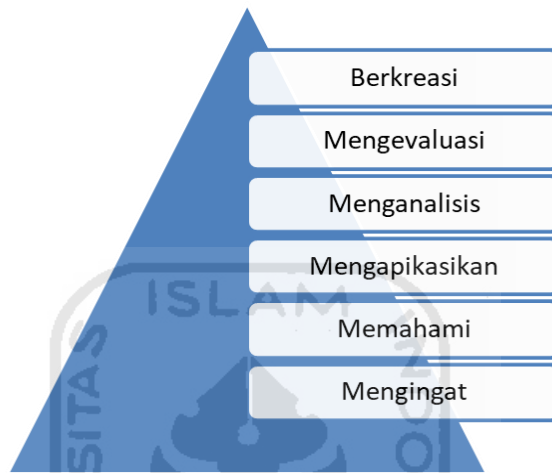 Berkreasi
Mengevaluasi
Menganalisis
Mengapikasikan
Memahami
Mengingat
ISLAM